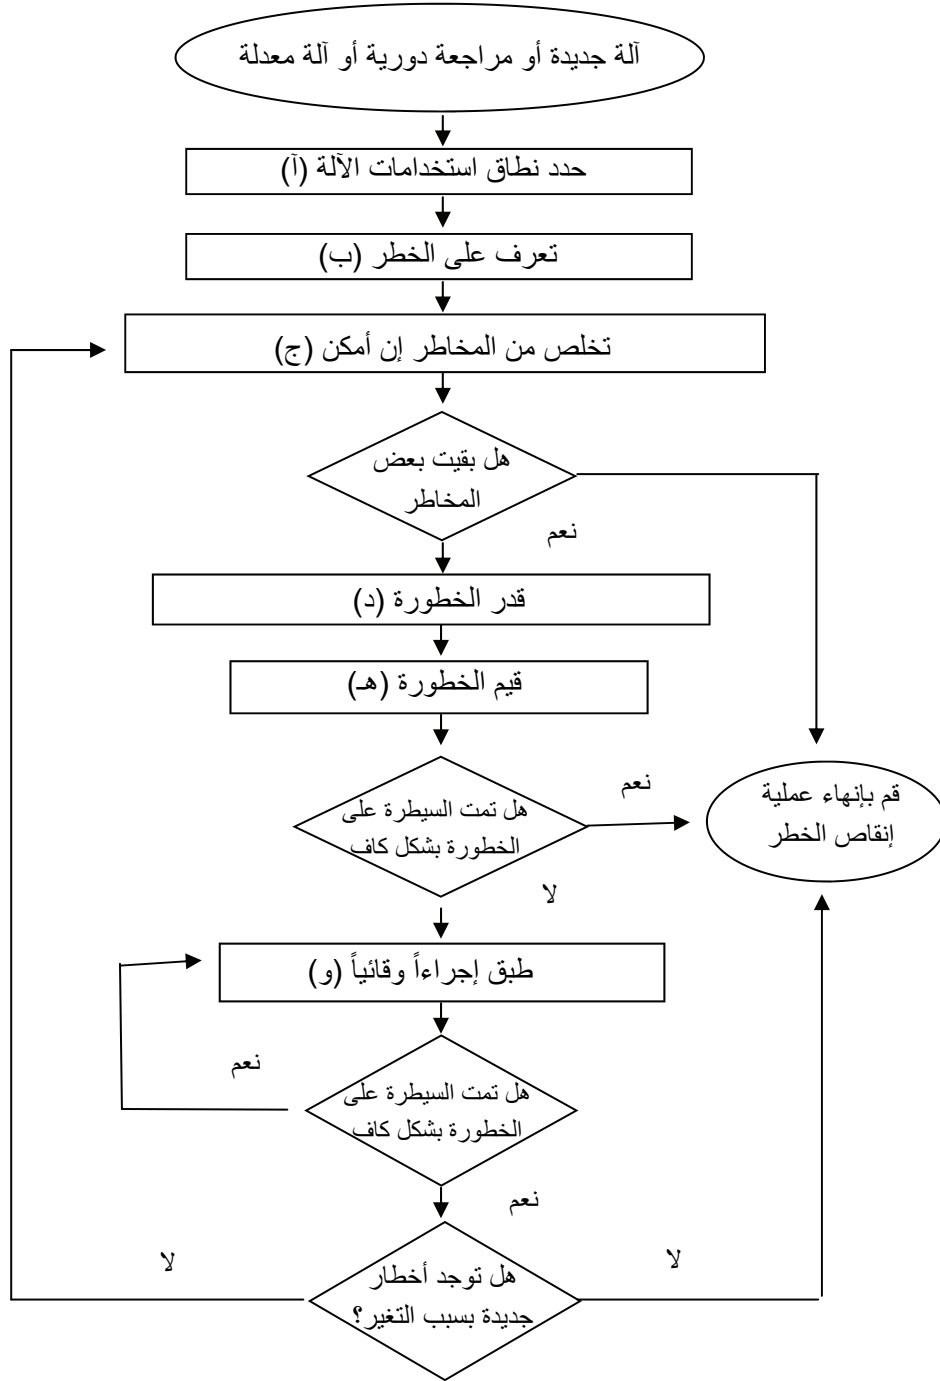 آلة جديدة أو مراجعة دورية أو آلة معدلة
حدد نطاق استخدامات الآلة (آ)
تعرف على الخطر (ب)
تخلص من المخاطر إن أمكن (ج)
هل بقيت بعض
المخاطر
نعم
قدر الخطورة (د)
قيم الخطورة (هـ)
هل تمت السيطرة على
الخطورة بشكل كاف
نعم
قم بإنهاء عملية
إنقاص الخطر
لا
طبق إجراءاً وقائياً (و)
نعم
هل تمت السيطرة على
الخطورة بشكل كاف
نعم
لا
لا
هل توجد أخطار
جديدة بسبب التغير؟